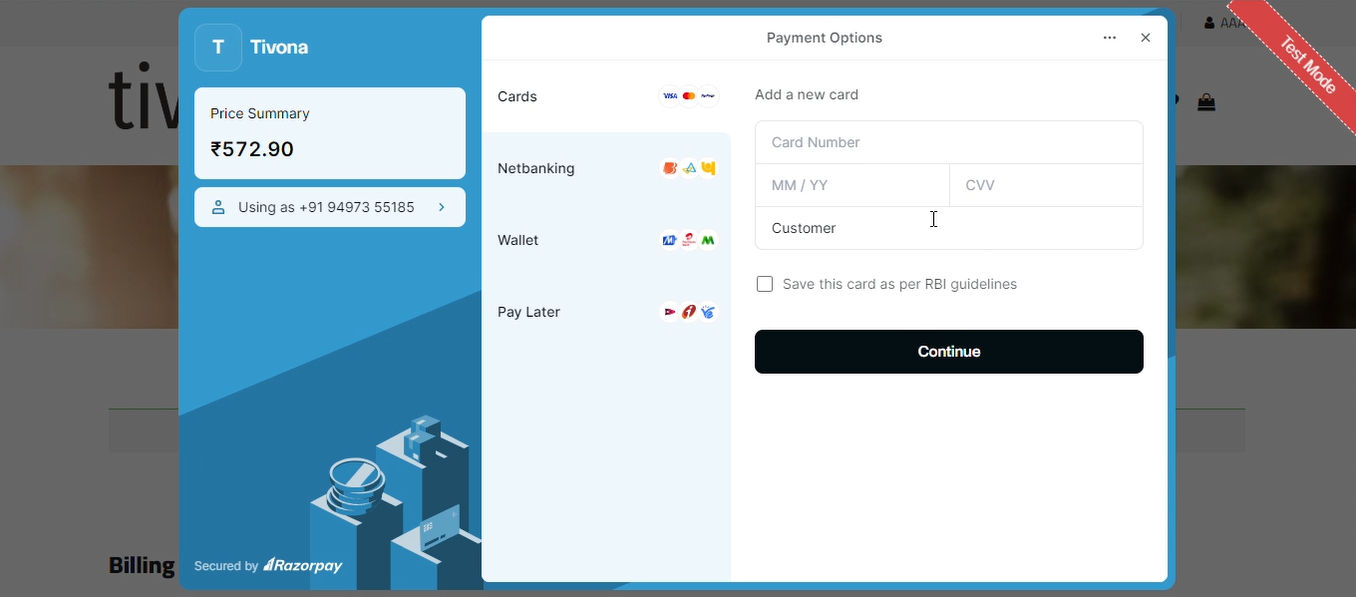 T Tivona
Price Summary
₹572.90
Using as +91 94973 55185
Secured by Razorpay
Payment Options
Cards
VISA
PayPal
Netbanking
Wallet
Pay Later
Add a new card
Card Number
MM / YY
CVV
Customer
Save this card as per RBI guidelines
Continue
Test Mode
tiv
Billing